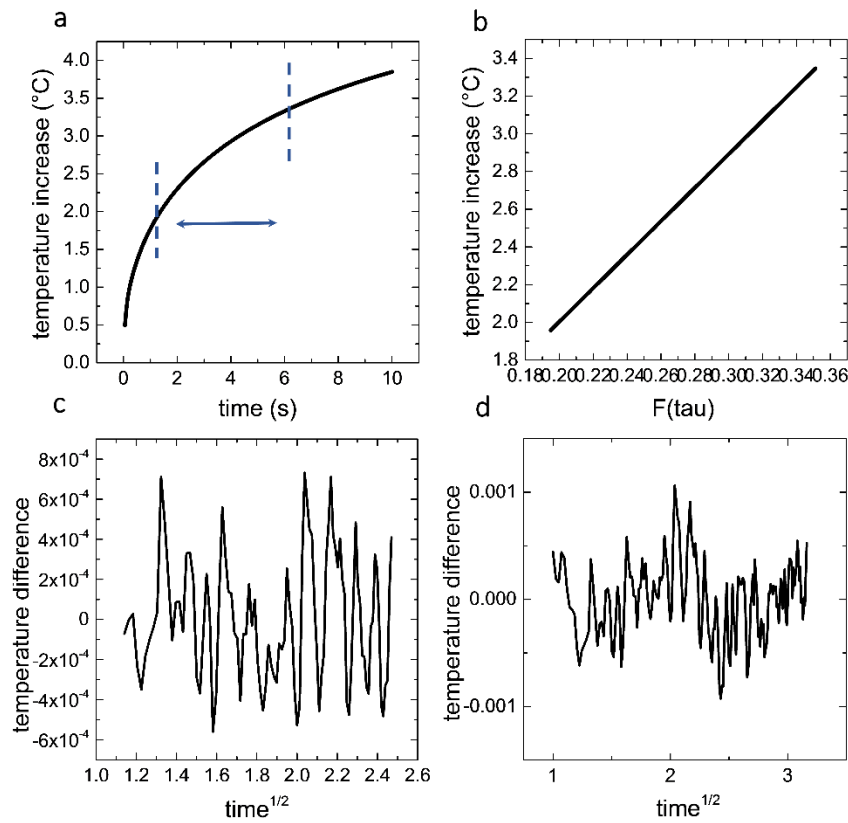 a
temperature increase (°C)
4.0
3.5
3.0
2.5
2.0
1.5
1.0
0.5
0.0
0 2 4 6 8 10
time (s)
b
temperature increase (°C)
3.4
3.2
3.0
2.8
2.6
2.4
2.2
2.0
1.8
0.18 0.20 0.22 0.24 0.26 0.28 0.30 0.32 0.34 0.36
F(tau)
c
temperature difference
8x10⁻⁴
6x10⁻⁴
4x10⁻⁴
2x10⁻⁴
0
-2x10⁻⁴
-4x10⁻⁴
-6x10⁻⁴
1.0 1.2 1.4 1.6 1.8 2.0 2.2 2.4 2.6
time¹ᐟ²
d
temperature difference
0.001
0.000
-0.001
1 2 3
time¹ᐟ²